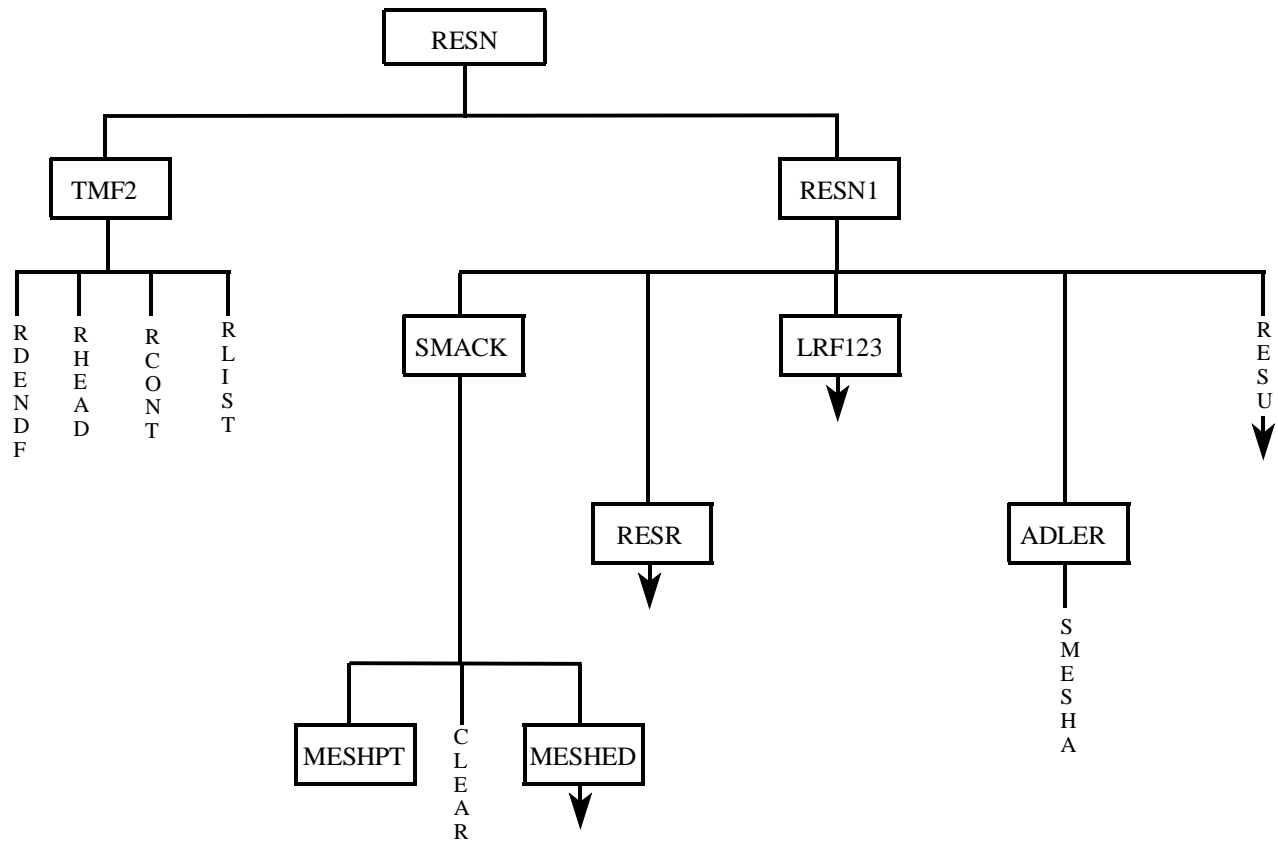 RESN
TMF2
RESN1
RDENDF
RHEAD
RCONT
RLIST
SMACK
LRF123
RESU
RESR
ADLER
SMESHA
MESHPT
CLEAR
MESHED